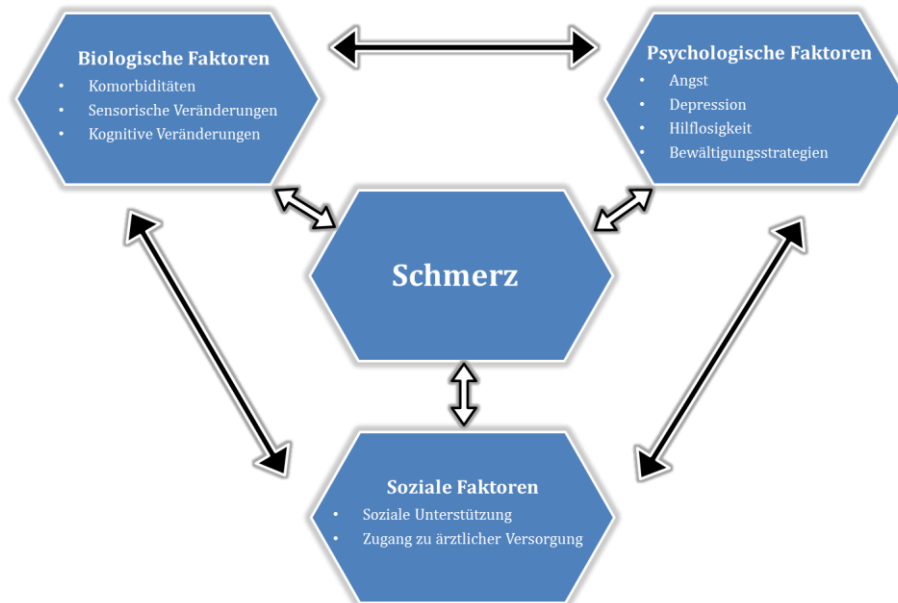 Biologische Faktoren
• Komorbiditäten
• Sensorische Veränderungen
• Kognitive Veränderungen
Psychologische Faktoren
• Angst
• Depression
• Hilflosigkeit
• Bewältigungsstrategien
Schmerz
Soziale Faktoren
• Soziale Unterstützung
• Zugang zu ärztlicher Versorgung